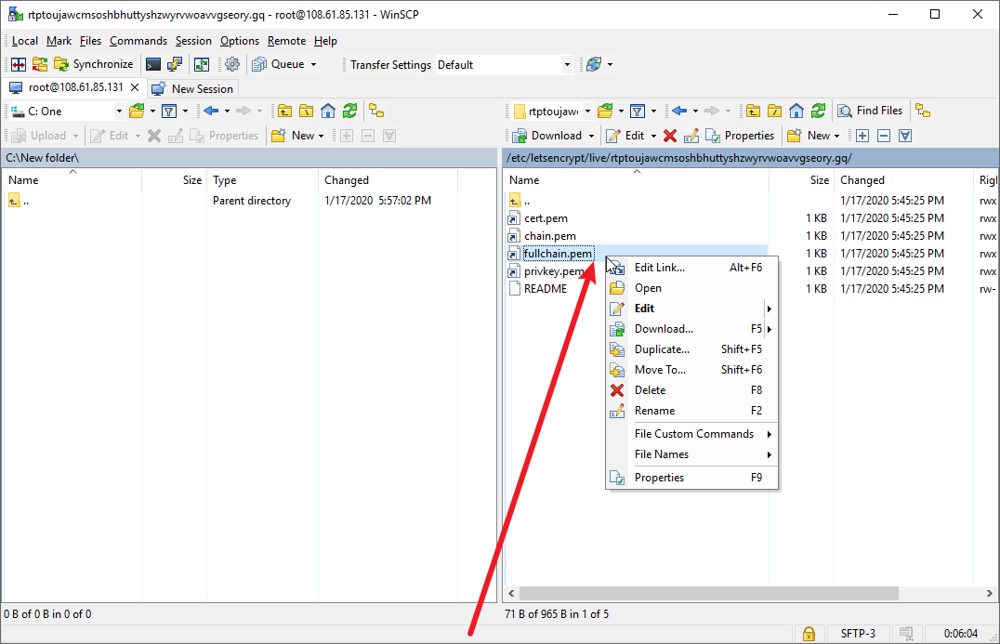 rtptoujawcmsoshbhuttyshzwyrvwoavvgseory.gq - root@108.61.85.131 - WinSCP
Local Mark Files Commands Session Options Remote Help
Synchronize Queue Transfer Settings Default
root@108.61.85.131 New Session
C: One rtptoujaw Find Files
Upload Edit Properties New Download Edit Properties New
C:\New folder\ /etc/letsencrypt/live/rtptoujawcmsoshbhuttyshzwyrvwoavvgseory.gq/
Name Size Type Changed Name Size Changed Righ
.. Parent directory 1/17/2020 5:57:02 PM .. 1/17/2020 5:45:25 PM rwx
cert.pem 1 KB 1/17/2020 5:45:25 PM rwx
chain.pem 1 KB 1/17/2020 5:45:25 PM rwx
fullchain.pem 1 KB 1/17/2020 5:45:25 PM rwx
privkey.pem 1 KB 1/17/2020 5:45:25 PM rwx
README 1 KB 1/17/2020 5:45:25 PM rw-
Edit Link... Alt+F6
Open
Edit
Download... F5
Duplicate... Shift+F5
Move To... Shift+F6
Delete F8
Rename F2
File Custom Commands
File Names
Properties F9
0 B of 0 B in 0 of 0 71 B of 965 B in 1 of 5
SFTP-3 0:06:04